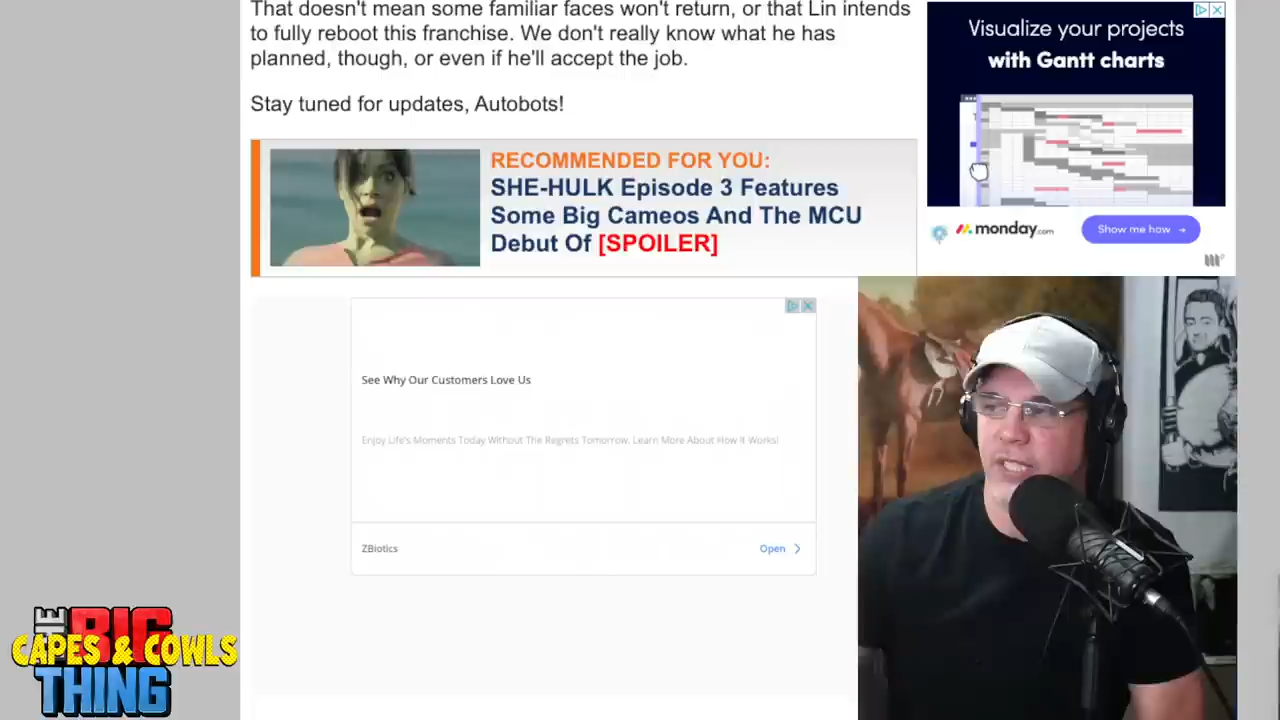 That doesn't mean some familiar faces won't return, or that Lin intends
to fully reboot this franchise. We don't really know what he has
planned, though, or even if he'll accept the job.
Stay tuned for updates, Autobots!
RECOMMENDED FOR YOU:
SHE-HULK Episode 3 Features
Some Big Cameos And The MCU
Debut Of [SPOILER]
Visualize your projects
with Gantt charts
monday.com
Show me how →
See Why Our Customers Love Us
Enjoy Life's Moments Today Without The Regrets Tomorrow. Learn More About How It Works!
ZBiotics
Open
THE BIG
CAPES & COWLS
THING